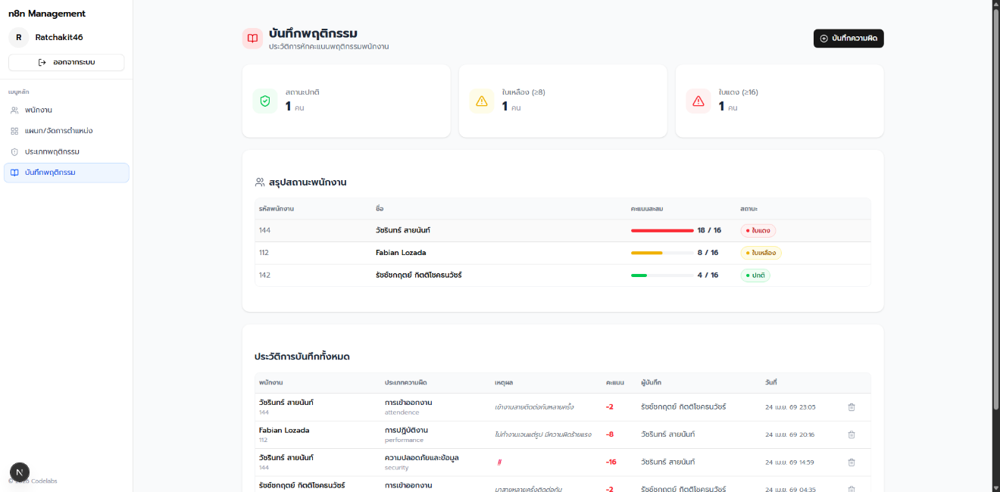 n8n Management
R Ratchakit46
ออกจากระบบ
เมนูหลัก
พนักงาน
แผนก/จัดการตำแหน่ง
ประเภทพฤติกรรม
บันทึกพฤติกรรม
N
Codelabs
บันทึกพฤติกรรม
ประวัติการหักคะแนนพฤติกรรมพนักงาน
บันทึกความผิด
สถานะปกติ
1 คน
ใบเหลือง (≥8)
1 คน
ใบแดง (≥16)
1 คน
สรุปสถานะพนักงาน
รหัสพนักงาน ชื่อ คะแนนสะสม สถานะ
144 วัชรินทร์ สายนันท์ 18 / 16 ใบแดง
112 Fabian Lozada 8 / 16 ใบเหลือง
142 รัชช์ชกฤตย์ กิตติโชคธนวัชร์ 4 / 16 ปกติ
ประวัติการบันทึกทั้งหมด
พนักงาน ประเภทความผิด เหตุผล คะแนน ผู้บันทึก วันที่
วัชรินทร์ สายนันท์ การเข้าออกงาน เข้างานสายติดต่อกันหลายครั้ง -2 รัชช์ชกฤตย์ กิตติโชคธนวัชร์ 24 เม.ย. 69 23:05
144 attendence
Fabian Lozada การปฏิบัติงาน ไม่ทำงานเจนแต่รูป มีความผิดร้ายแรง -8 วัชรินทร์ สายนันท์ 24 เม.ย. 69 20:16
112 performance
วัชรินทร์ สายนันท์ ความปลอดภัยและข้อมูล // -16 วัชรินทร์ สายนันท์ 24 เม.ย. 69 14:59
144 security
รัชช์ชกฤตย์ กิตติโชคธนวัชร์ การเข้าออกงาน มาสายหลายครั้งติดต่อกัน -2 รัชช์ชกฤตย์ กิตติโชคธนวัชร์ 24 เม.ย. 69 04:35